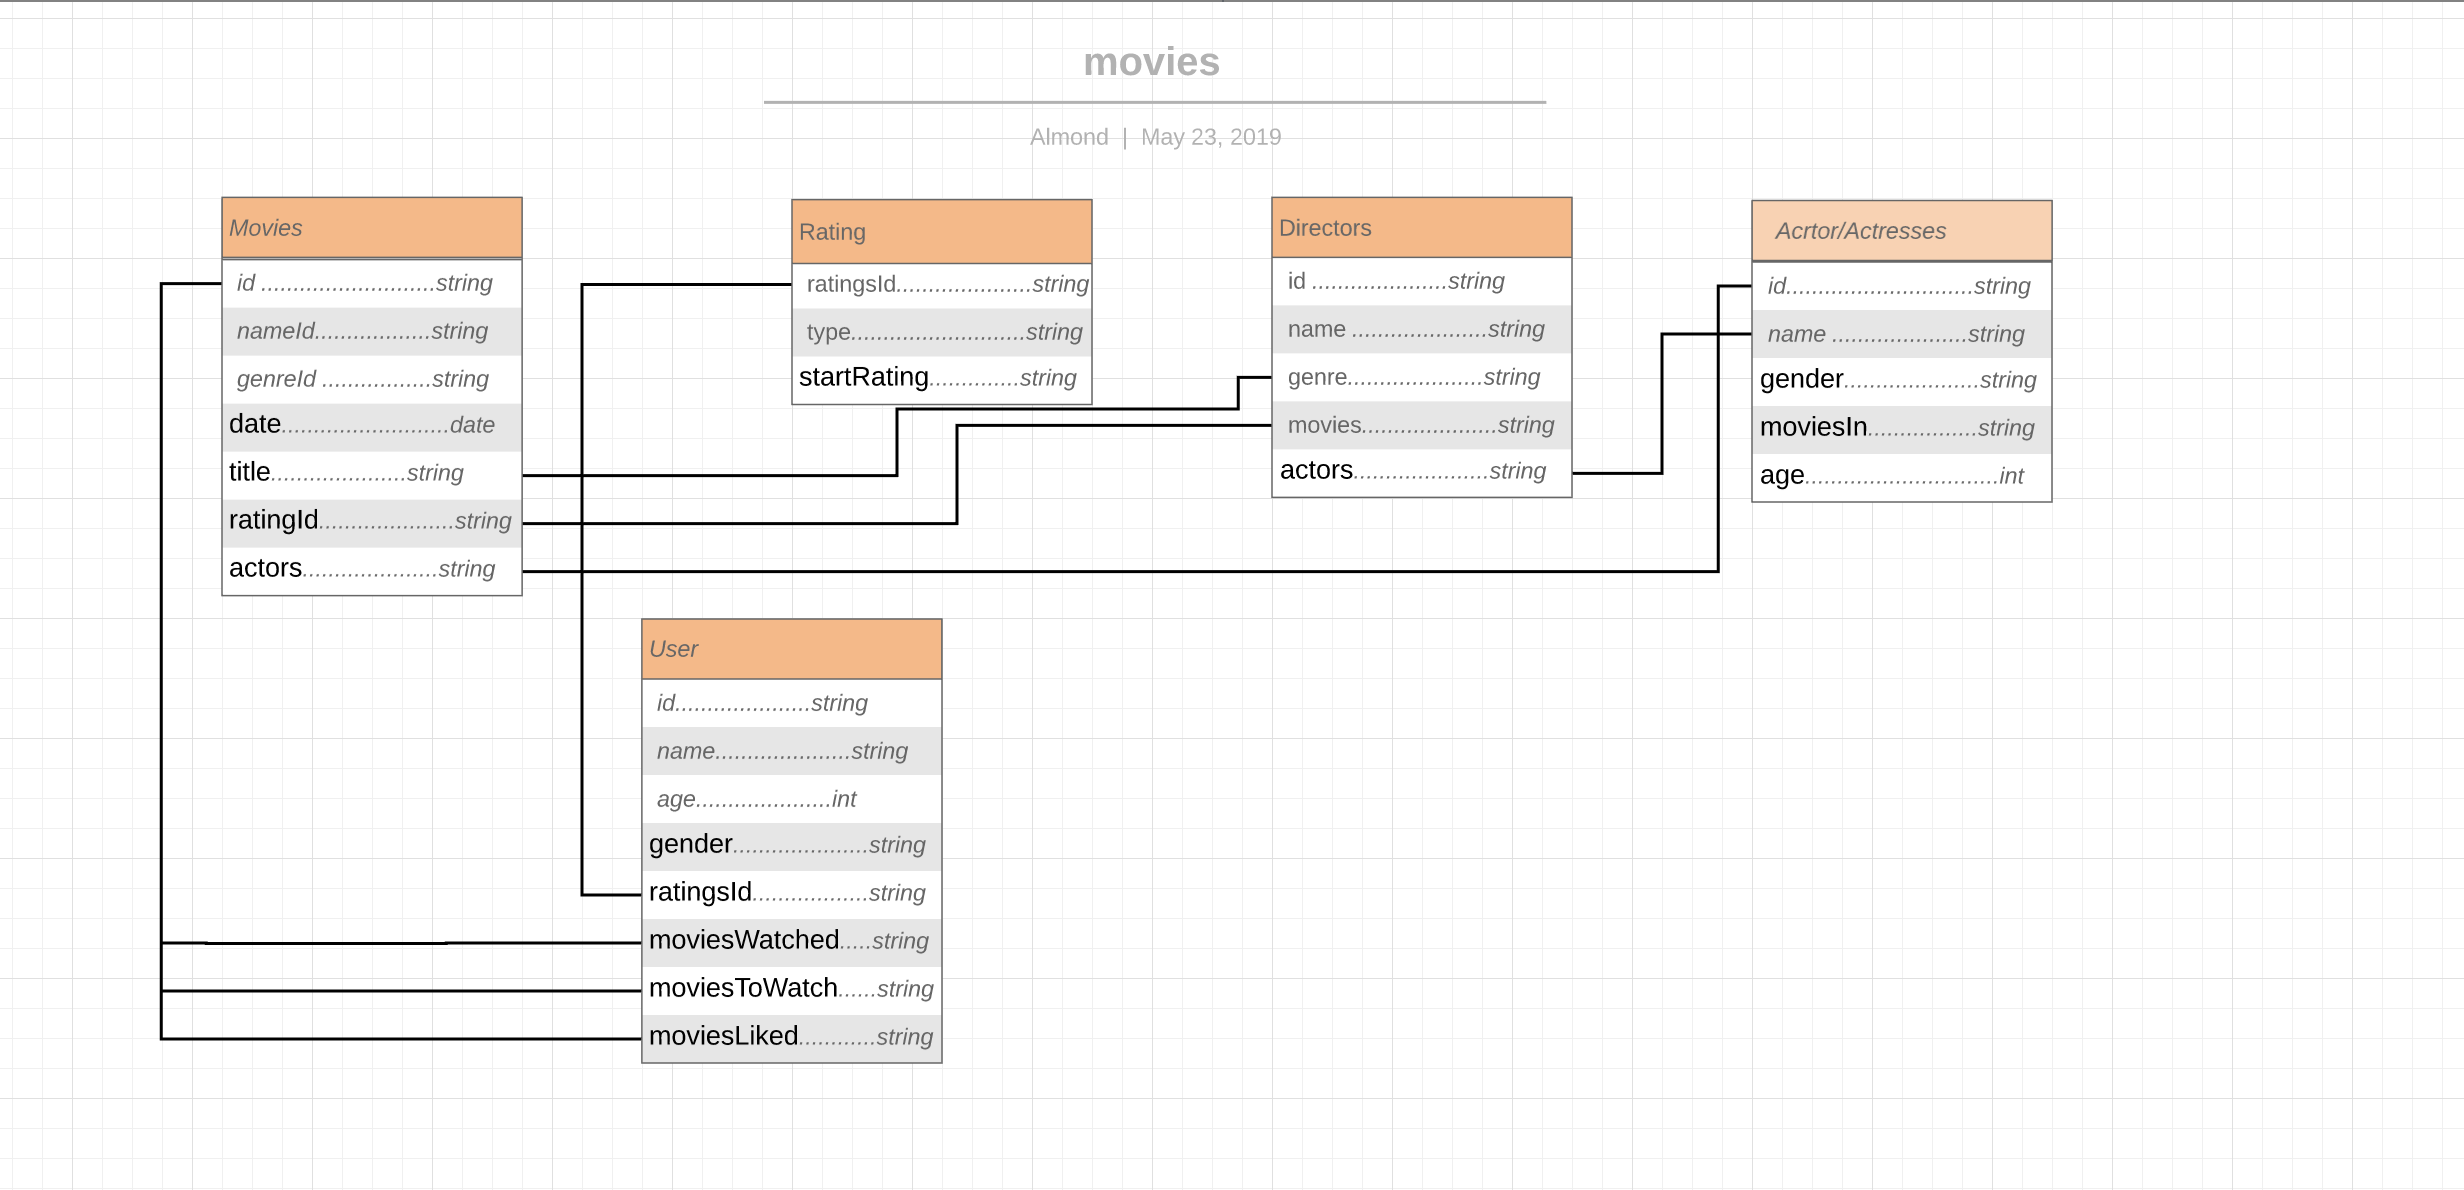 movies
Almond | May 23, 2019
Movies
id ...........................string
nameId..................string
genreId .................string
date..........................date
title.....................string
ratingId.....................string
actors.....................string
Rating
ratingsId.....................string
type...........................string
startRating..............string
Directors
id .....................string
name .....................string
genre.....................string
movies.....................string
actors.....................string
Acrtor/Actresses
id.............................string
name .....................string
gender.....................string
moviesIn.................string
age..............................int
User
id.....................string
name.....................string
age.....................int
gender.....................string
ratingsId..................string
moviesWatched.....string
moviesToWatch......string
moviesLiked............string